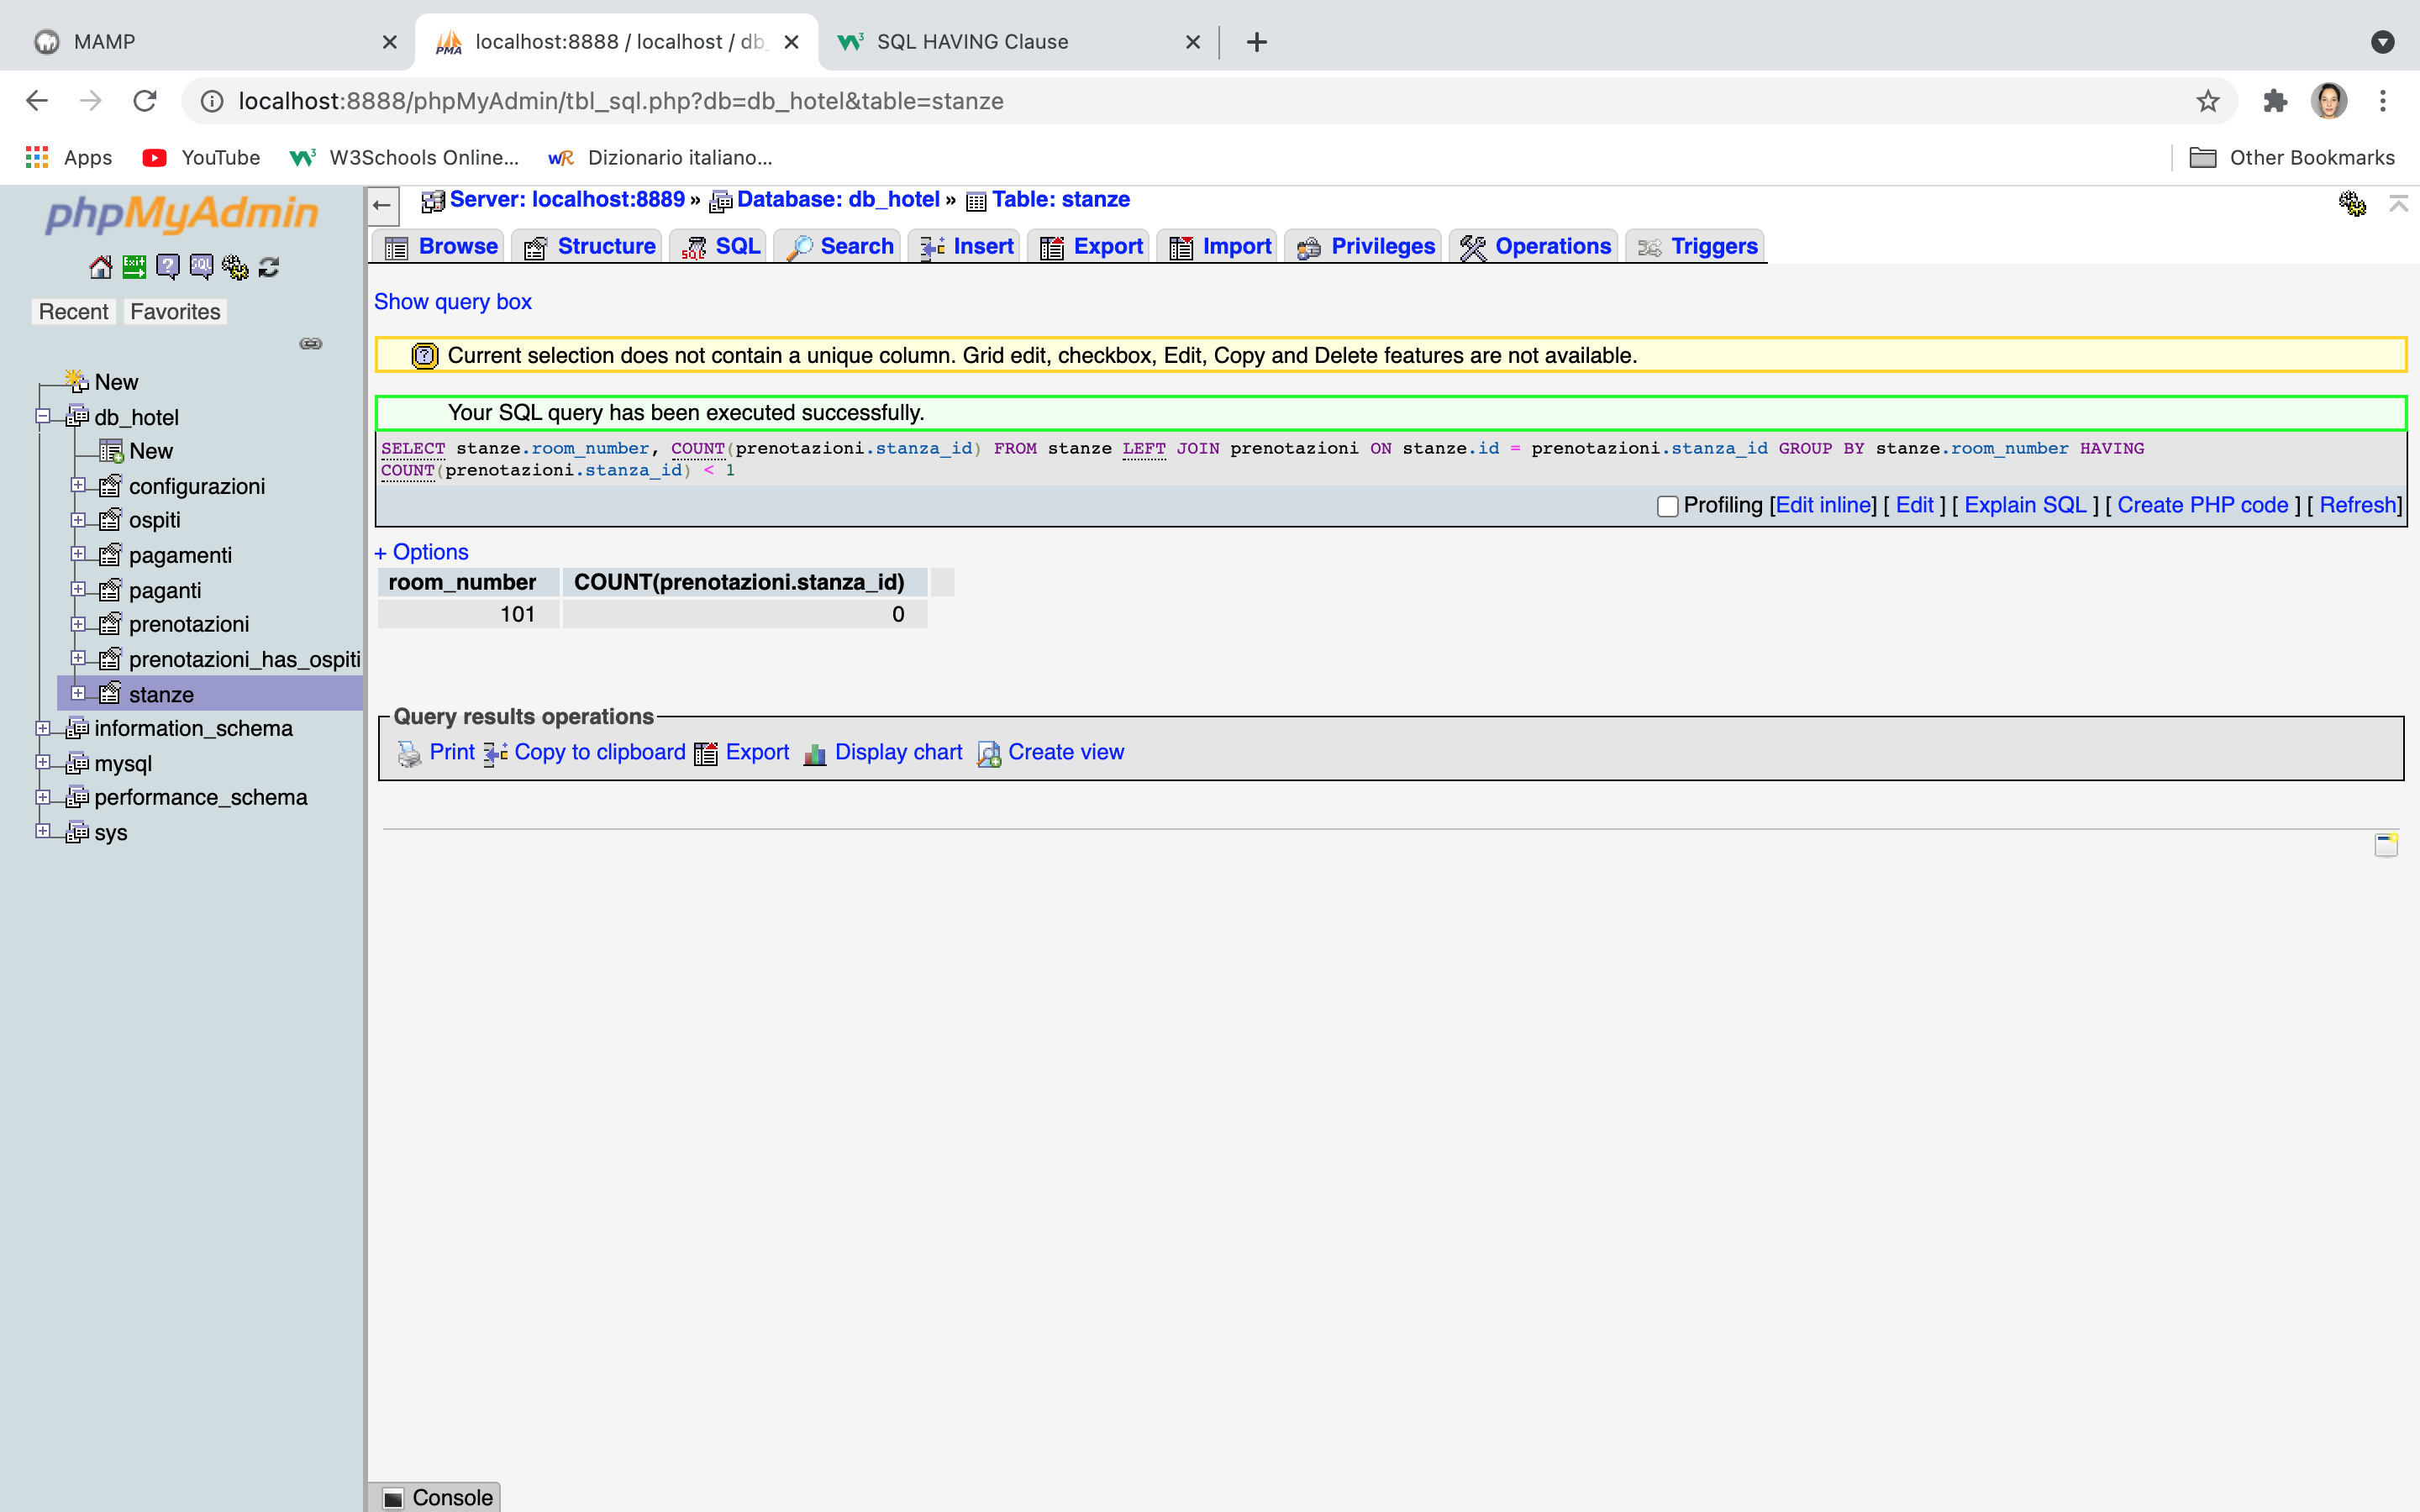 MAMP
localhost:8888 / localhost / db_
SQL HAVING Clause
localhost:8888/phpMyAdmin/tbl_sql.php?db=db_hotel&table=stanze
Apps YouTube W3Schools Online... Dizionario italiano... Other Bookmarks
phpMyAdmin
Recent Favorites
New
db_hotel
New
configurazioni
ospiti
pagamenti
paganti
prenotazioni
prenotazioni_has_ospiti
stanze
information_schema
mysql
performance_schema
sys
Server: localhost:8889 » Database: db_hotel » Table: stanze
Browse Structure SQL Search Insert Export Import Privileges Operations Triggers
Show query box
Current selection does not contain a unique column. Grid edit, checkbox, Edit, Copy and Delete features are not available.
Your SQL query has been executed successfully.
SELECT stanze.room_number, COUNT(prenotazioni.stanza_id) FROM stanze LEFT JOIN prenotazioni ON stanze.id = prenotazioni.stanza_id GROUP BY stanze.room_number HAVING
COUNT(prenotazioni.stanza_id) < 1
Profiling [Edit inline] [ Edit ] [ Explain SQL ] [ Create PHP code ] [ Refresh]
+ Options
room_number COUNT(prenotazioni.stanza_id)
101 0
Query results operations
Print Copy to clipboard Export Display chart Create view
Console